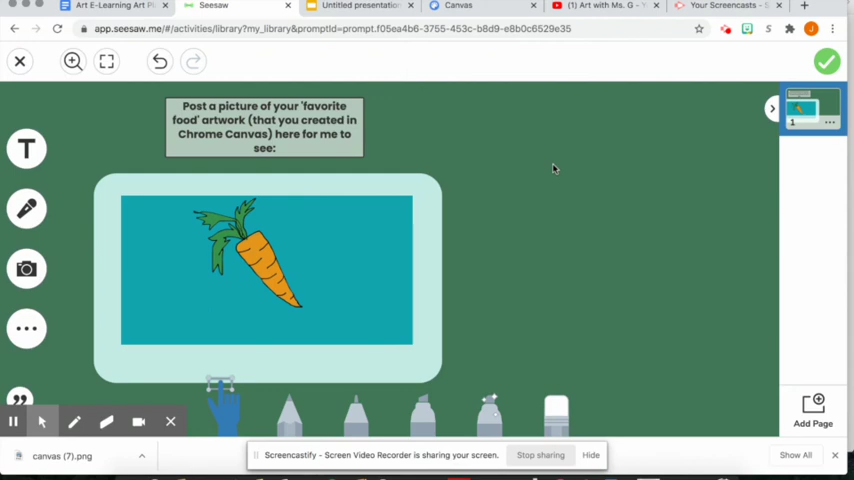 Art E-Learning Art Pl
Seesaw
Untitled presentation
Canvas
(1) Art with Ms. G - Y
Your Screencasts - S
app.seesaw.me/#/activities/library?my_library&promptId=prompt.f05ea4b6-3755-453c-b8d9-e8b0c6529e35
Post a picture of your 'favorite
food' artwork (that you created in
Chrome Canvas) here for me to
see:
T
1
Add Page
canvas (7).png
Screencastify - Screen Video Recorder is sharing your screen.
Stop sharing
Hide
Show All